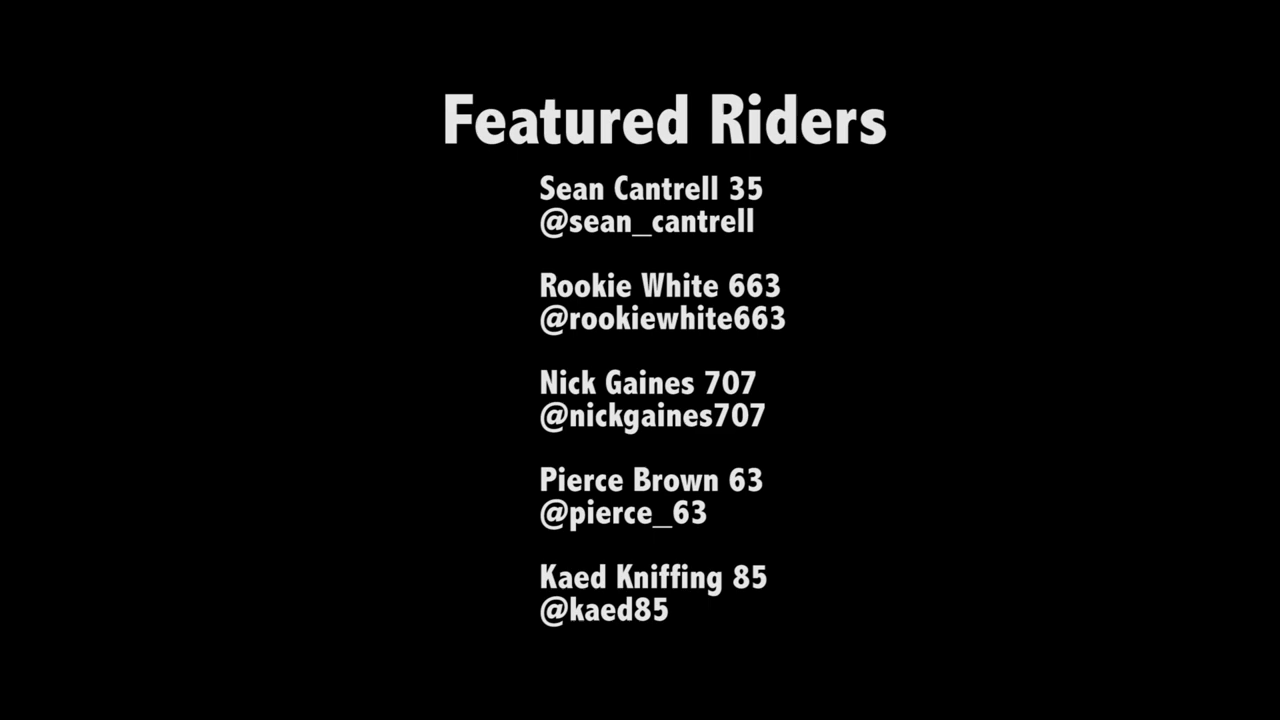 Featured Riders
Sean Cantrell 35
@sean_cantrell
Rookie White 663
@rookiewhite663
Nick Gaines 707
@nickgaines707
Pierce Brown 63
@pierce_63
Kaed Kniffing 85
@kaed85